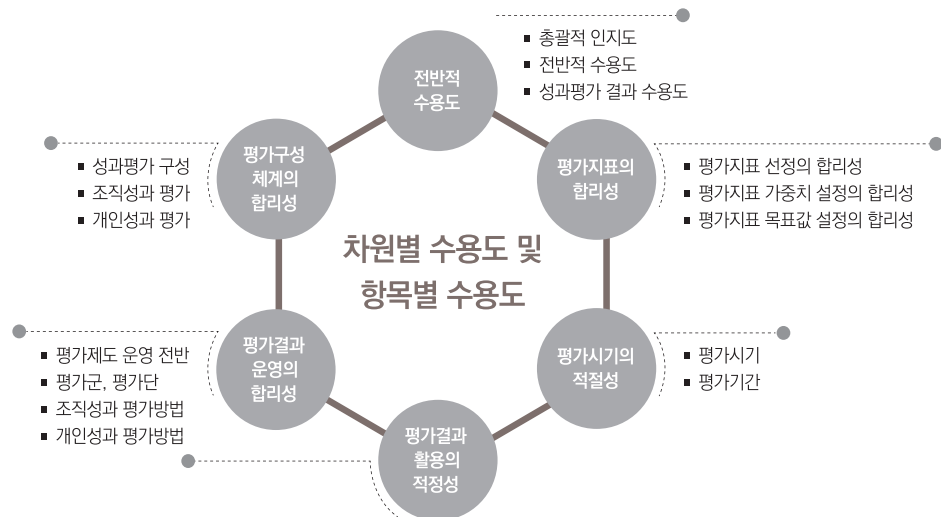 전반적
수용도
▪ 총괄적 인지도
▪ 전반적 수용도
▪ 성과평가 결과 수용도
평가구성
체계의
합리성
▪ 성과평가 구성
▪ 조직성과 평가
▪ 개인성과 평가
평가지표의
합리성
▪ 평가지표 선정의 합리성
▪ 평가지표 가중치 설정의 합리성
▪ 평가지표 목표값 설정의 합리성
차원별 수용도 및
항목별 수용도
평가결과
운영의
합리성
▪ 평가제도 운영 전반
▪ 평가군, 평가단
▪ 조직성과 평가방법
▪ 개인성과 평가방법
평가시기의
적절성
▪ 평가시기
▪ 평가기간
평가결과
활용의
적정성